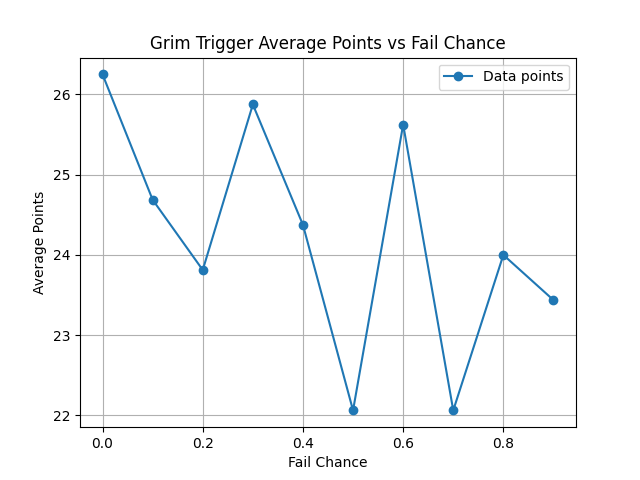 Grim Trigger Average Points vs Fail Chance
Data points
Average Points
26
25
24
23
22
0.0 0.2 0.4 0.6 0.8
Fail Chance